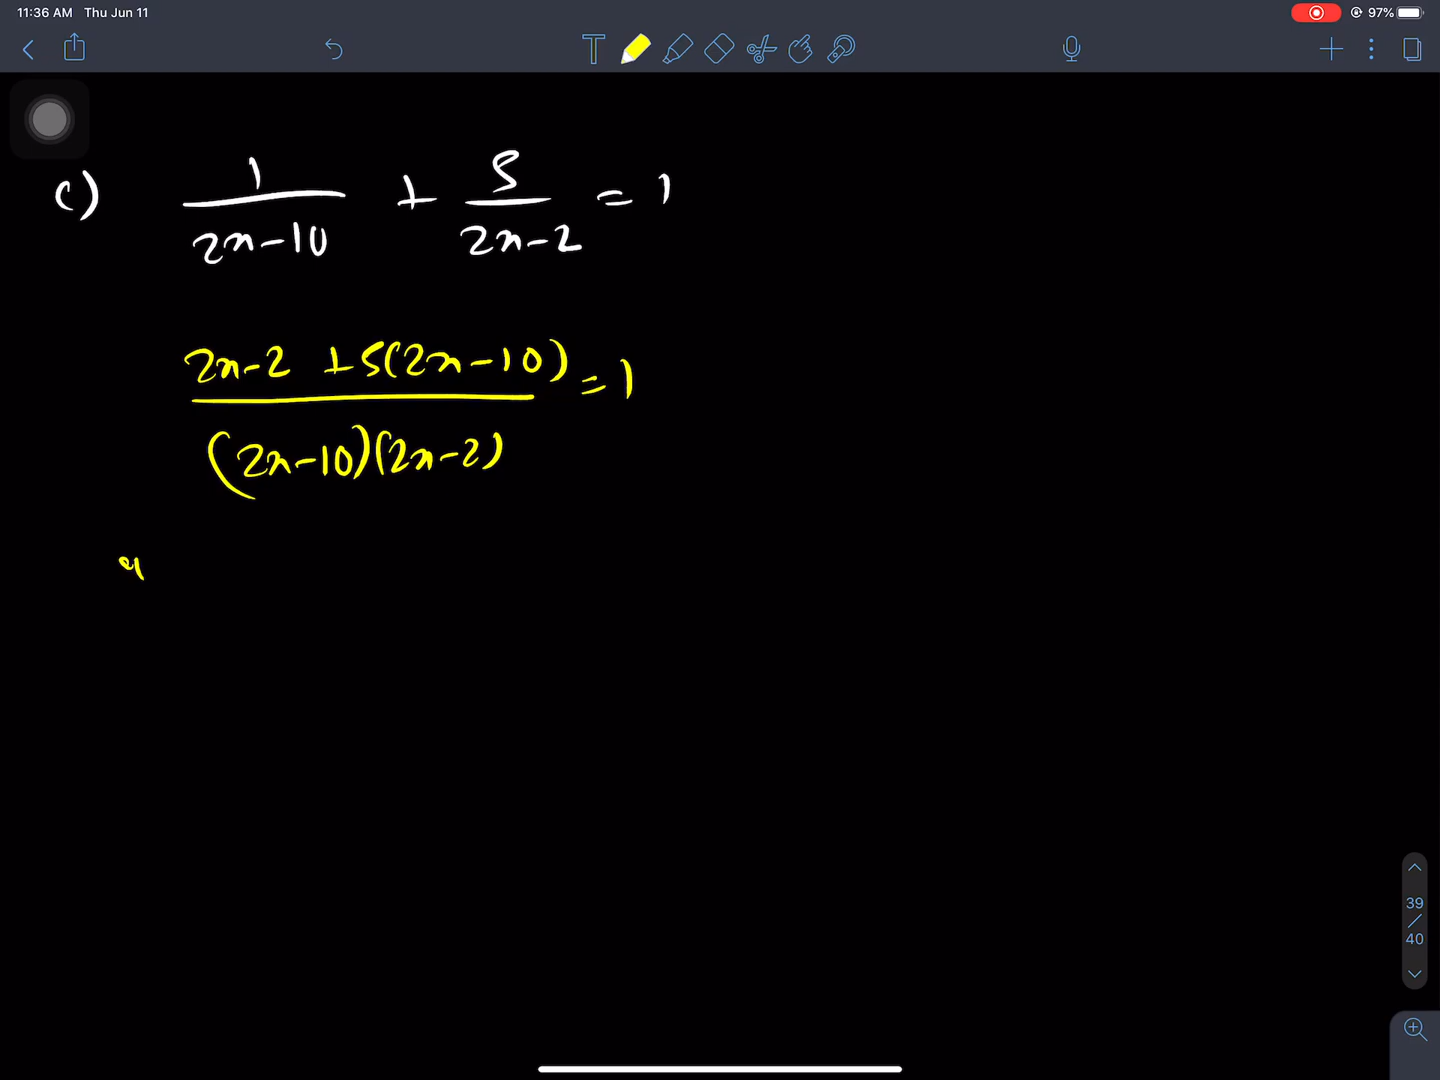 11:36 AM Thu Jun 11
97%
T
c) 1/(2x-10) + 5/(2x-2) = 1
(2x-2 + 5(2x-10))/((2x-10)(2x-2)) = 1
39
/
40